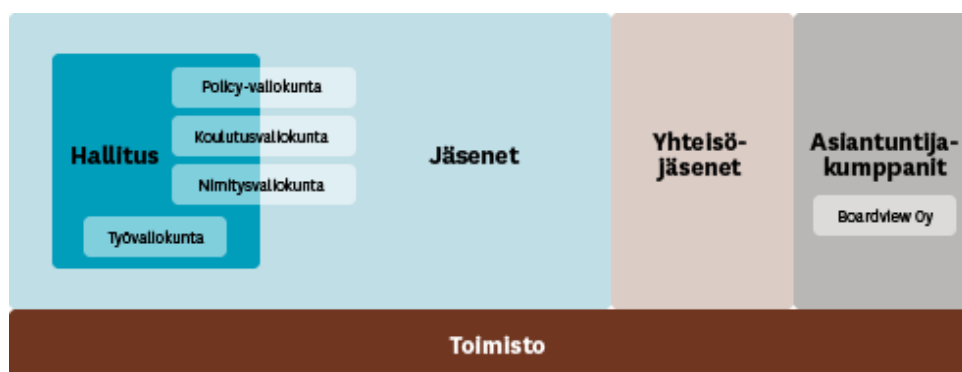 Policy-valiokunta
Koulutusvaliokunta
Hallitus
Nimitysvaliokunta
Työvaliokunta
Jäsenet
Yhteisö-
jäsenet
Asiantuntija-
kumppanit
Boardview Oy
Toimisto